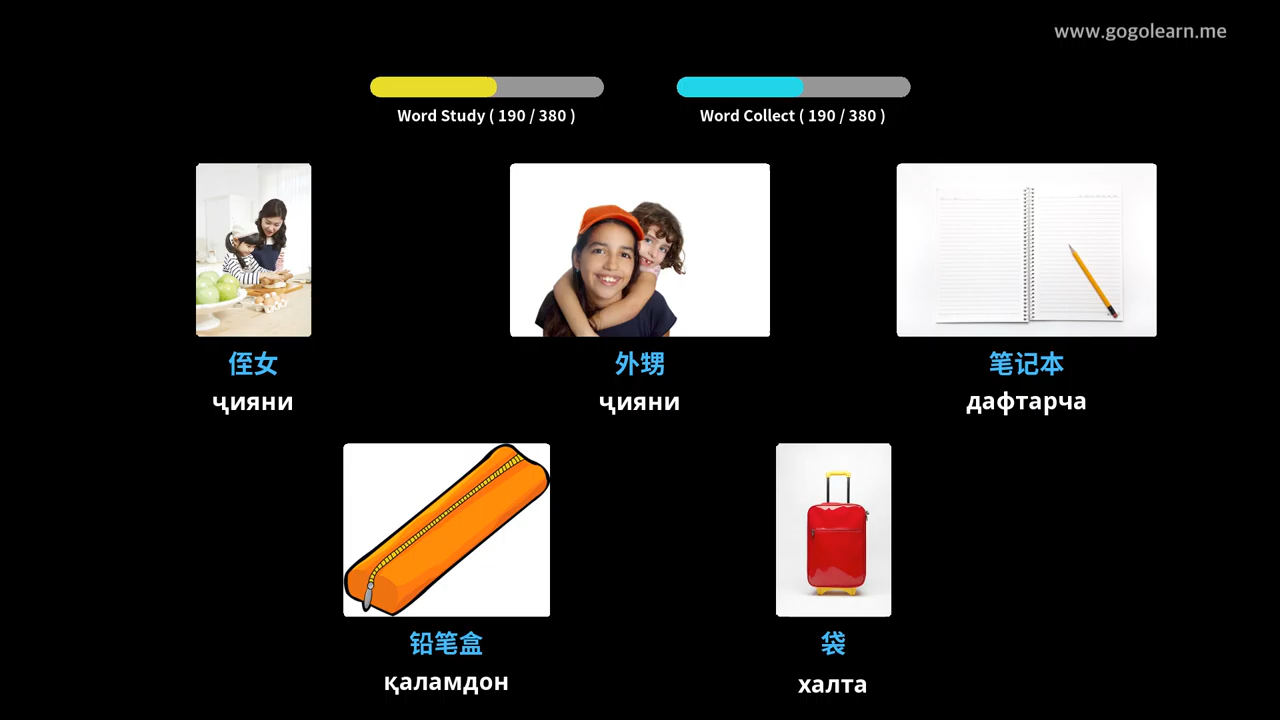 www.gogolearn.me
Word Study ( 190 / 380 )
Word Collect ( 190 / 380 )
侄女
ҷияни
外甥
ҷияни
笔记本
дафтарча
铅笔盒
қаламдон
袋
халта